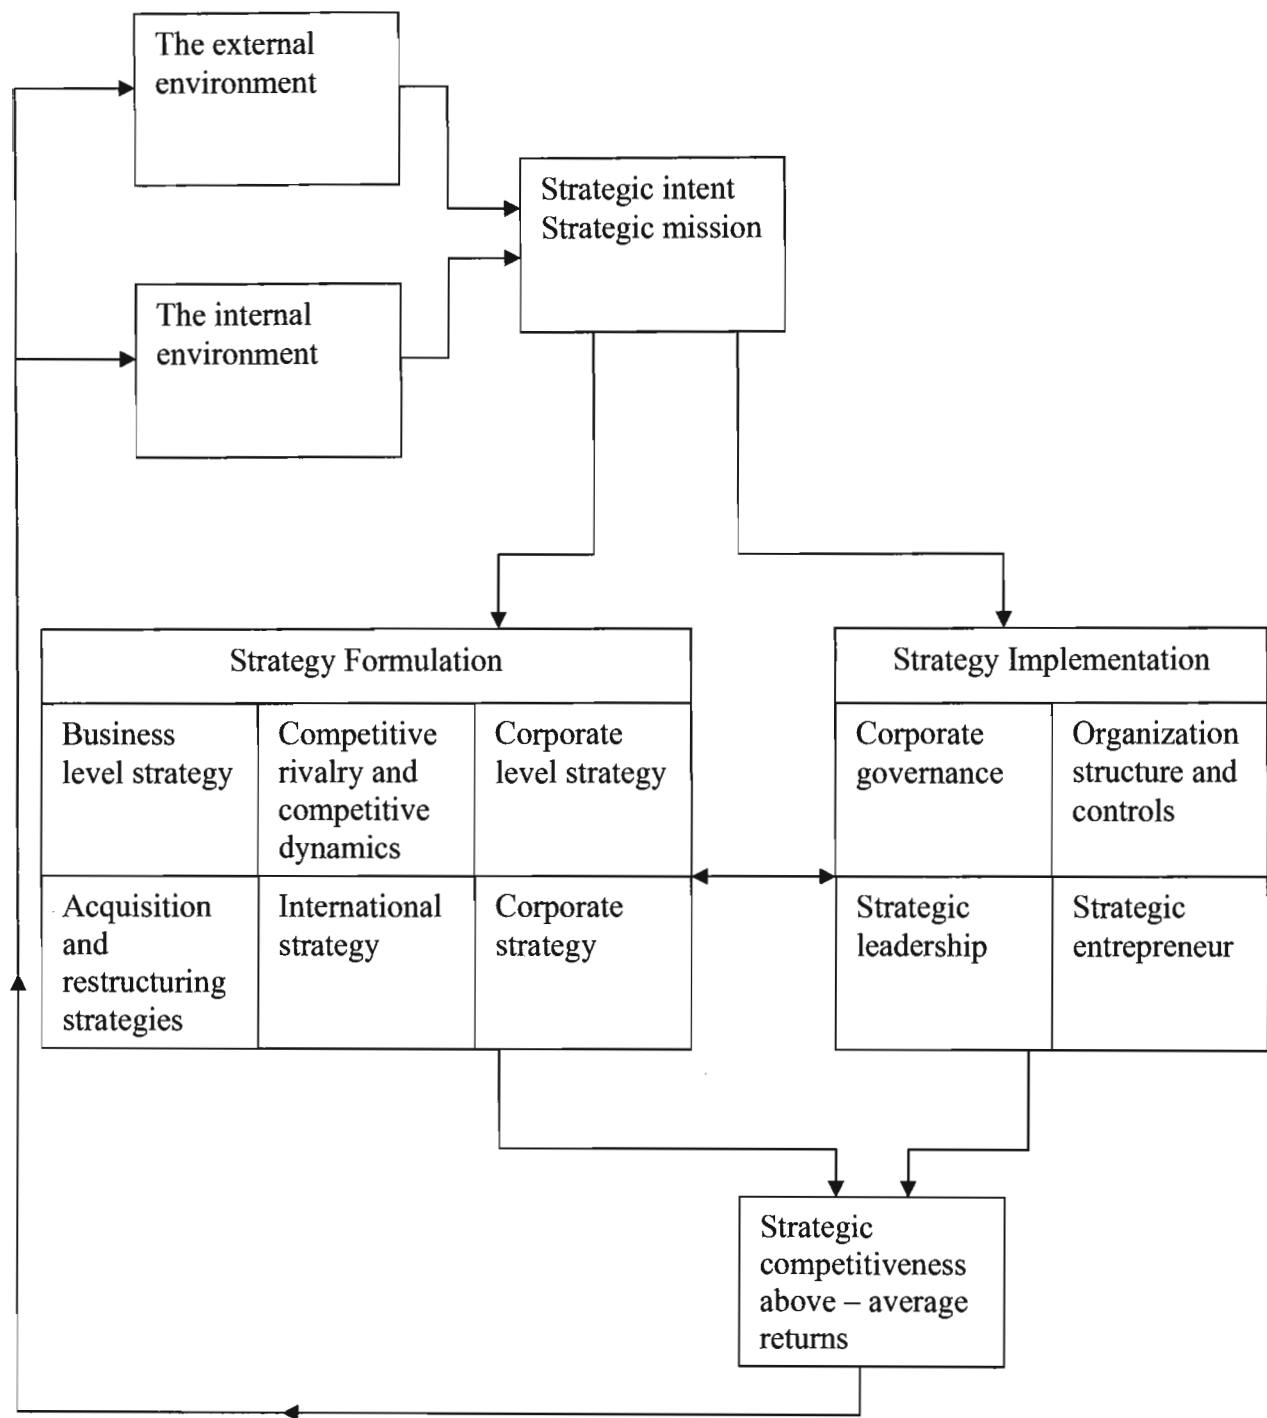 The external
environment
Strategic intent
Strategic mission
The internal
environment
Strategy Formulation
Business
level strategy
Competitive
rivalry and
competitive
dynamics
Corporate
level strategy
Acquisition
and
restructuring
strategies
International
strategy
Corporate
strategy
Strategy Implementation
Corporate
governance
Organization
structure and
controls
Strategic
leadership
Strategic
entrepreneur
Strategic
competitiveness
above – average
returns